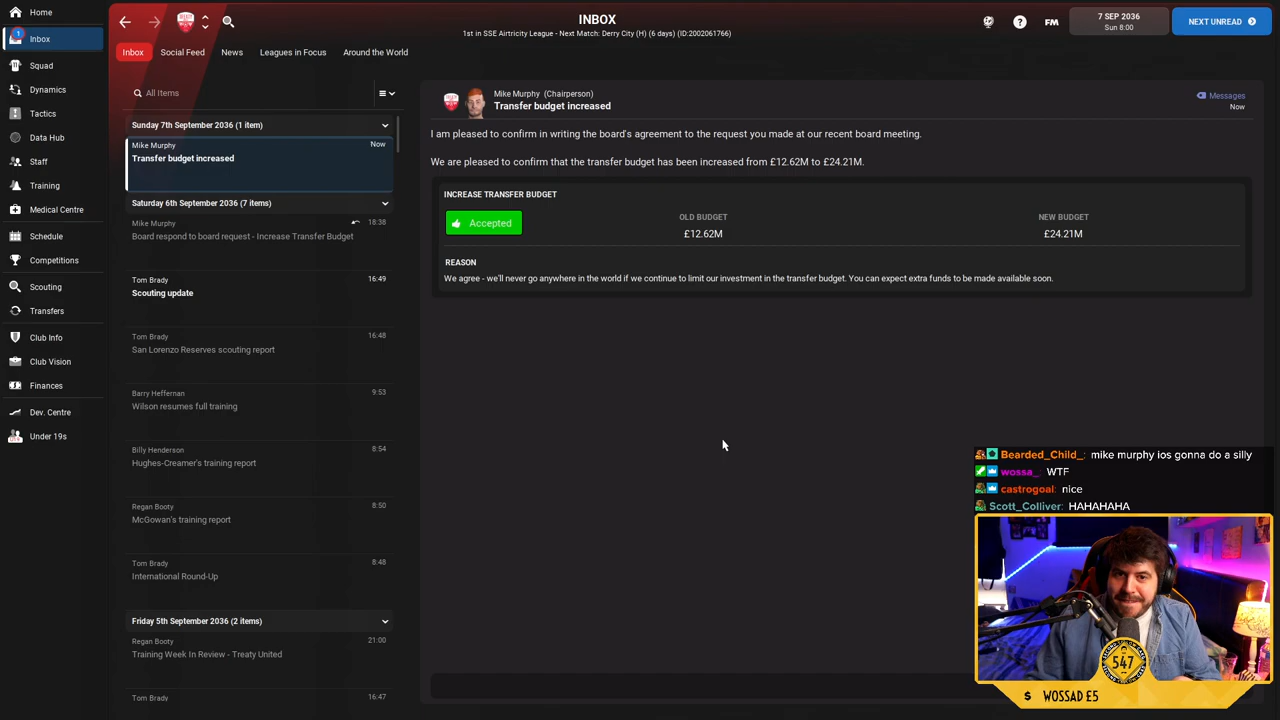 Home
1
Inbox
Squad
Dynamics
Tactics
Data Hub
Staff
Training
Medical Centre
Schedule
Competitions
Scouting
Transfers
Club Info
Club Vision
Finances
Dev. Centre
Under 19s
INBOX
1st in SSE Airtricity League - Next Match: Derry City (H) (6 days) (ID:2002061766)
?
FM
7 SEP 2036
Sun 8:00
NEXT UNREAD
Inbox
Social Feed
News
Leagues in Focus
Around the World
All Items
Sunday 7th September 2036 (1 item)
Mike Murphy
Now
Transfer budget increased
Saturday 6th September 2036 (7 items)
Mike Murphy
18:38
Board respond to board request - Increase Transfer Budget
Tom Brady
16:49
Scouting update
Tom Brady
16:48
San Lorenzo Reserves scouting report
Barry Heffernan
9:53
Wilson resumes full training
Billy Henderson
8:54
Hughes-Creamer's training report
Regan Booty
8:50
McGowan's training report
Tom Brady
8:48
International Round-Up
Friday 5th September 2036 (2 items)
Regan Booty
21:00
Training Week In Review - Treaty United
Tom Brady
16:47
Mike Murphy (Chairperson)
Transfer budget increased
Messages
Now
I am pleased to confirm in writing the board's agreement to the request you made at our recent board meeting.
We are pleased to confirm that the transfer budget has been increased from £12.62M to £24.21M.
INCREASE TRANSFER BUDGET
Accepted
OLD BUDGET
£12.62M
NEW BUDGET
£24.21M
REASON
We agree - we'll never go anywhere in the world if we continue to limit our investment in the transfer budget. You can expect extra funds to be made available soon.
Bearded_Child_: mike murphy ios gonna do a silly
wossa_: WTF
castrogoal: nice
Scott_Colliver: HAHAHAHA
547
$ WOSSAD £5